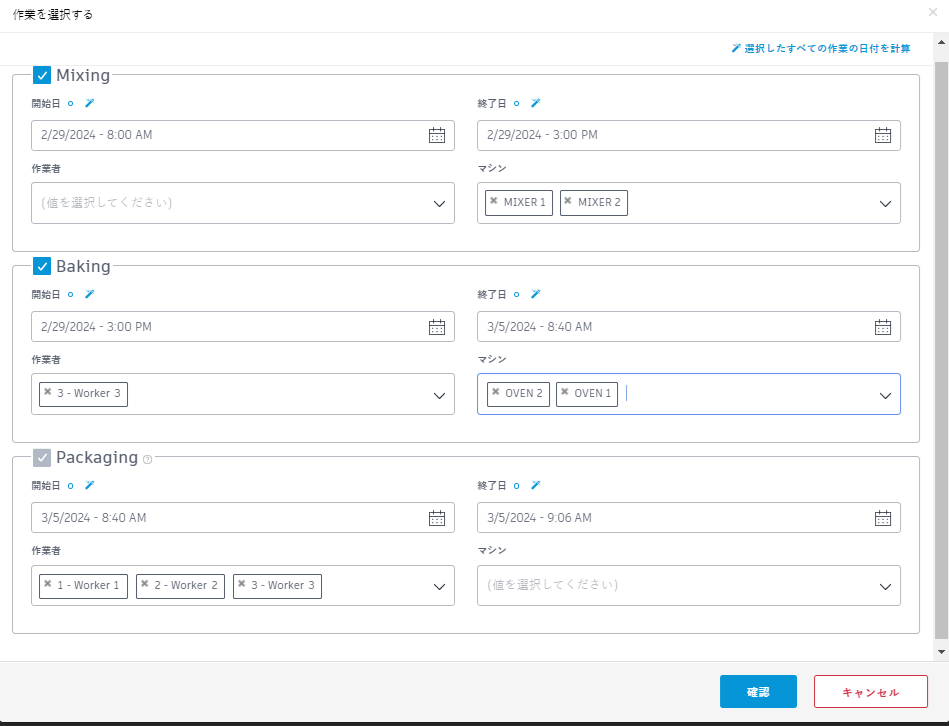 作業を選択する
選択したすべての作業の日付を計算
Mixing
開始日 終了日
2/29/2024 - 8:00 AM 2/29/2024 - 3:00 PM
作業者 マシン
(値を選択してください) MIXER 1 MIXER 2
Baking
開始日 終了日
2/29/2024 - 3:00 PM 3/5/2024 - 8:40 AM
作業者 マシン
3 - Worker 3 OVEN 2 OVEN 1
Packaging
開始日 終了日
3/5/2024 - 8:40 AM 3/5/2024 - 9:06 AM
作業者 マシン
1 - Worker 1 2 - Worker 2 3 - Worker 3 (値を選択してください)
確認 キャンセル